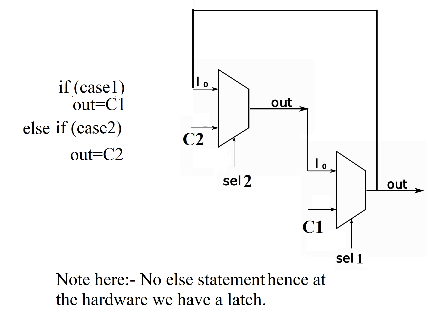 if (case1)
out=C1
else if (case2)
out=C2
I₀
C2
sel 2
out
I₀
C1
sel 1
out
Note here:- No else statement hence at
the hardware we have a latch.